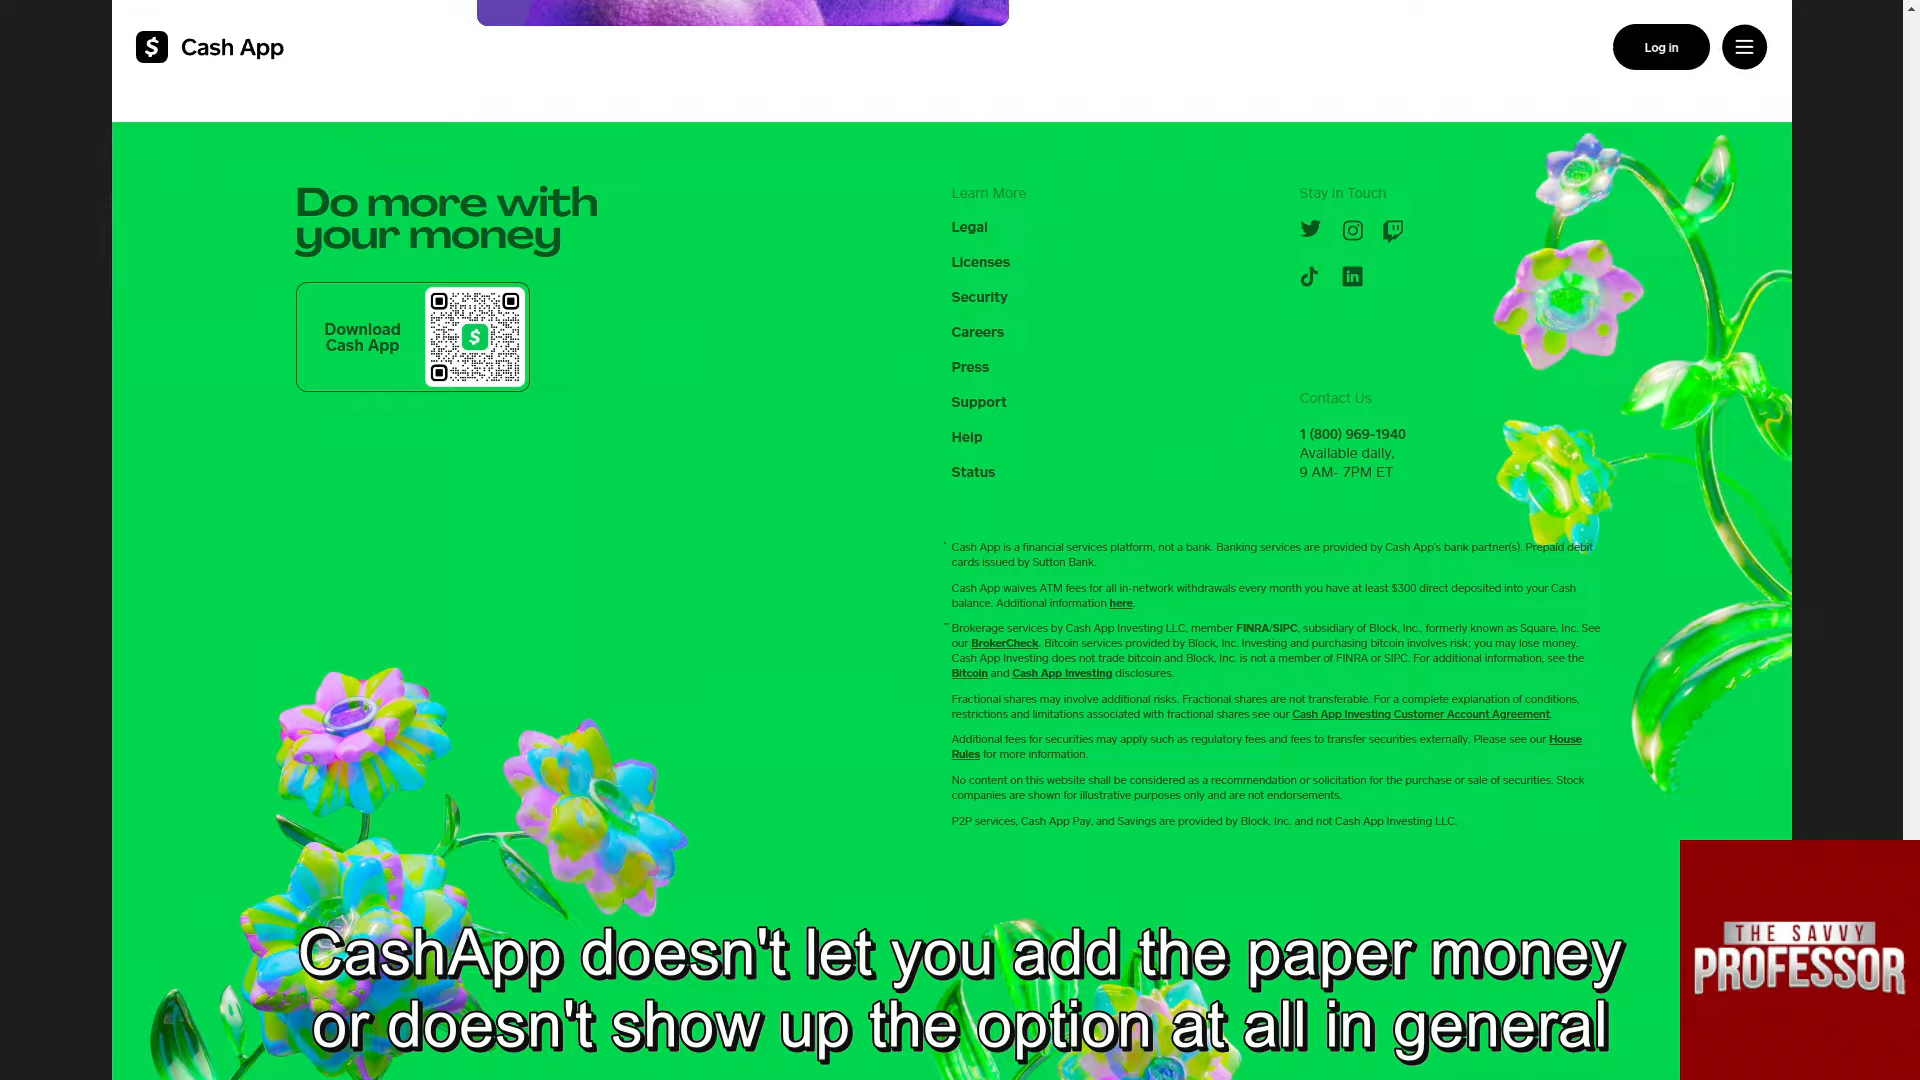 Cash App
Log in
Do more with
your money
Download
Cash App
Learn More
Legal
Licenses
Security
Careers
Press
Support
Help
Status
Stay In Touch
Contact Us
1 (800) 969-1940
Available daily,
9 AM- 7PM ET
* Cash App is a financial services platform, not a bank. Banking services are provided by Cash App's bank partner(s). Prepaid debit
cards issued by Sutton Bank.
Cash App waives ATM fees for all in-network withdrawals every month you have at least $300 direct deposited into your Cash
balance. Additional information here.
** Brokerage services by Cash App Investing LLC, member FINRA/SIPC, subsidiary of Block, Inc., formerly known as Square, Inc. See
our BrokerCheck. Bitcoin services provided by Block, Inc. Investing and purchasing bitcoin involves risk; you may lose money.
Cash App Investing does not trade bitcoin and Block, Inc. is not a member of FINRA or SIPC. For additional information, see the
Bitcoin and Cash App Investing disclosures.
Fractional shares may involve additional risks. Fractional shares are not transferable. For a complete explanation of conditions,
restrictions and limitations associated with fractional shares see our Cash App Investing Customer Account Agreement.
Additional fees for securities may apply such as regulatory fees and fees to transfer securities externally. Please see our House
Rules for more information.
No content on this website shall be considered as a recommendation or solicitation for the purchase or sale of securities. Stock
companies are shown for illustrative purposes only and are not endorsements.
P2P services, Cash App Pay, and Savings are provided by Block, Inc. and not Cash App Investing LLC.
CashApp doesn't let you add the paper money
or doesn't show up the option at all in general
THE SAVVY
PROFESSOR